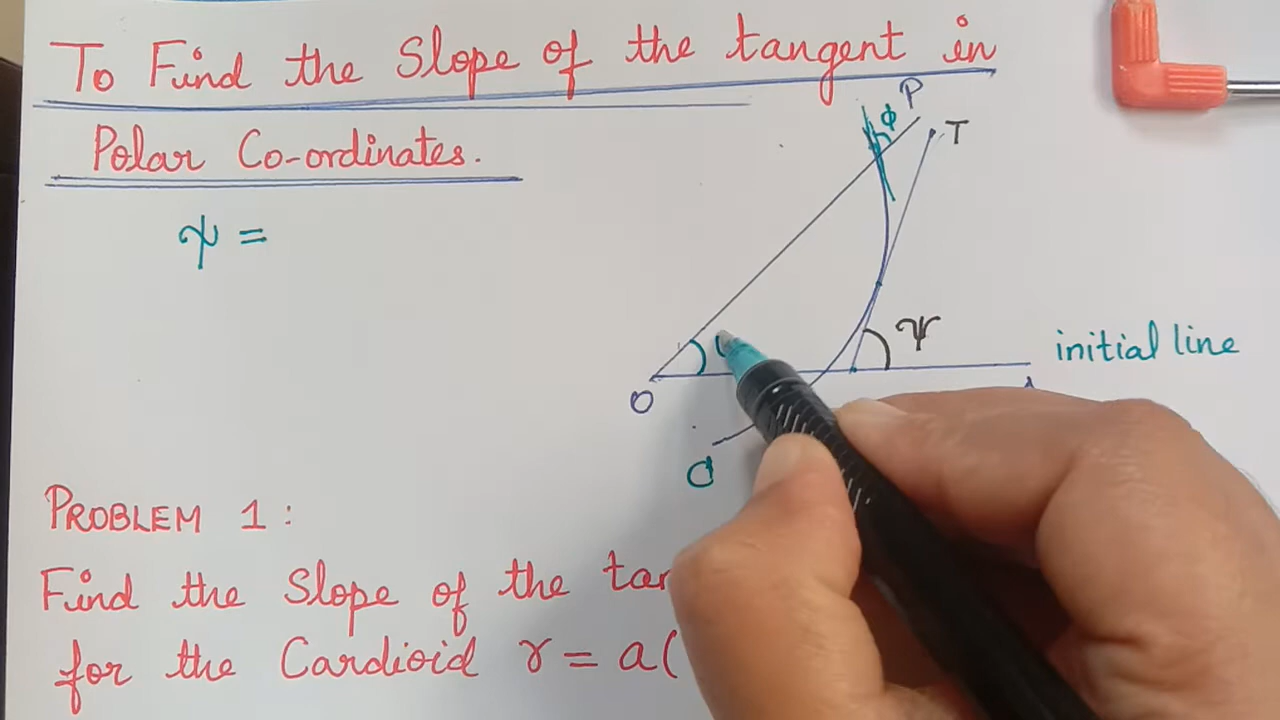 To Find the Slope of the tangent in
Polar Co-ordinates.
P
ϕ
T
ψ =
ψ
initial line
O
PROBLEM 1 :
Find the Slope of the
for the Cardioid r = a(